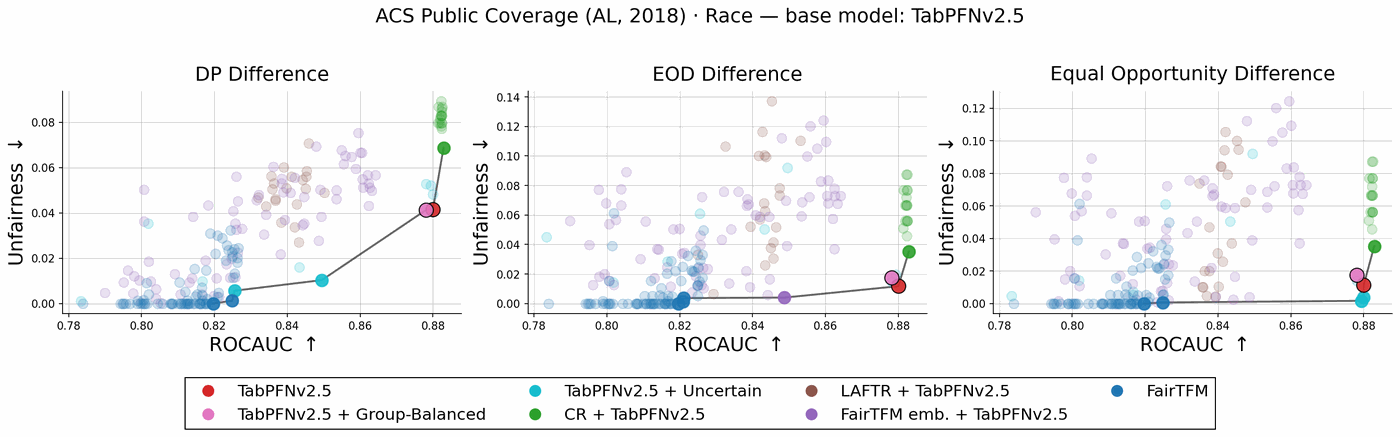 ACS Public Coverage (AL, 2018) · Race — base model: TabPFNv2.5
DP Difference
Unfairness ↓
0.08
0.06
0.04
0.02
0.00
0.78 0.80 0.82 0.84 0.86 0.88
ROCAUC ↑
EOD Difference
Unfairness ↓
0.14
0.12
0.10
0.08
0.06
0.04
0.02
0.00
0.78 0.80 0.82 0.84 0.86 0.88
ROCAUC ↑
Equal Opportunity Difference
Unfairness ↓
0.12
0.10
0.08
0.06
0.04
0.02
0.00
0.78 0.80 0.82 0.84 0.86 0.88
ROCAUC ↑
TabPFNv2.5
TabPFNv2.5 + Group-Balanced
TabPFNv2.5 + Uncertain
CR + TabPFNv2.5
LAFTR + TabPFNv2.5
FairTFM emb. + TabPFNv2.5
FairTFM